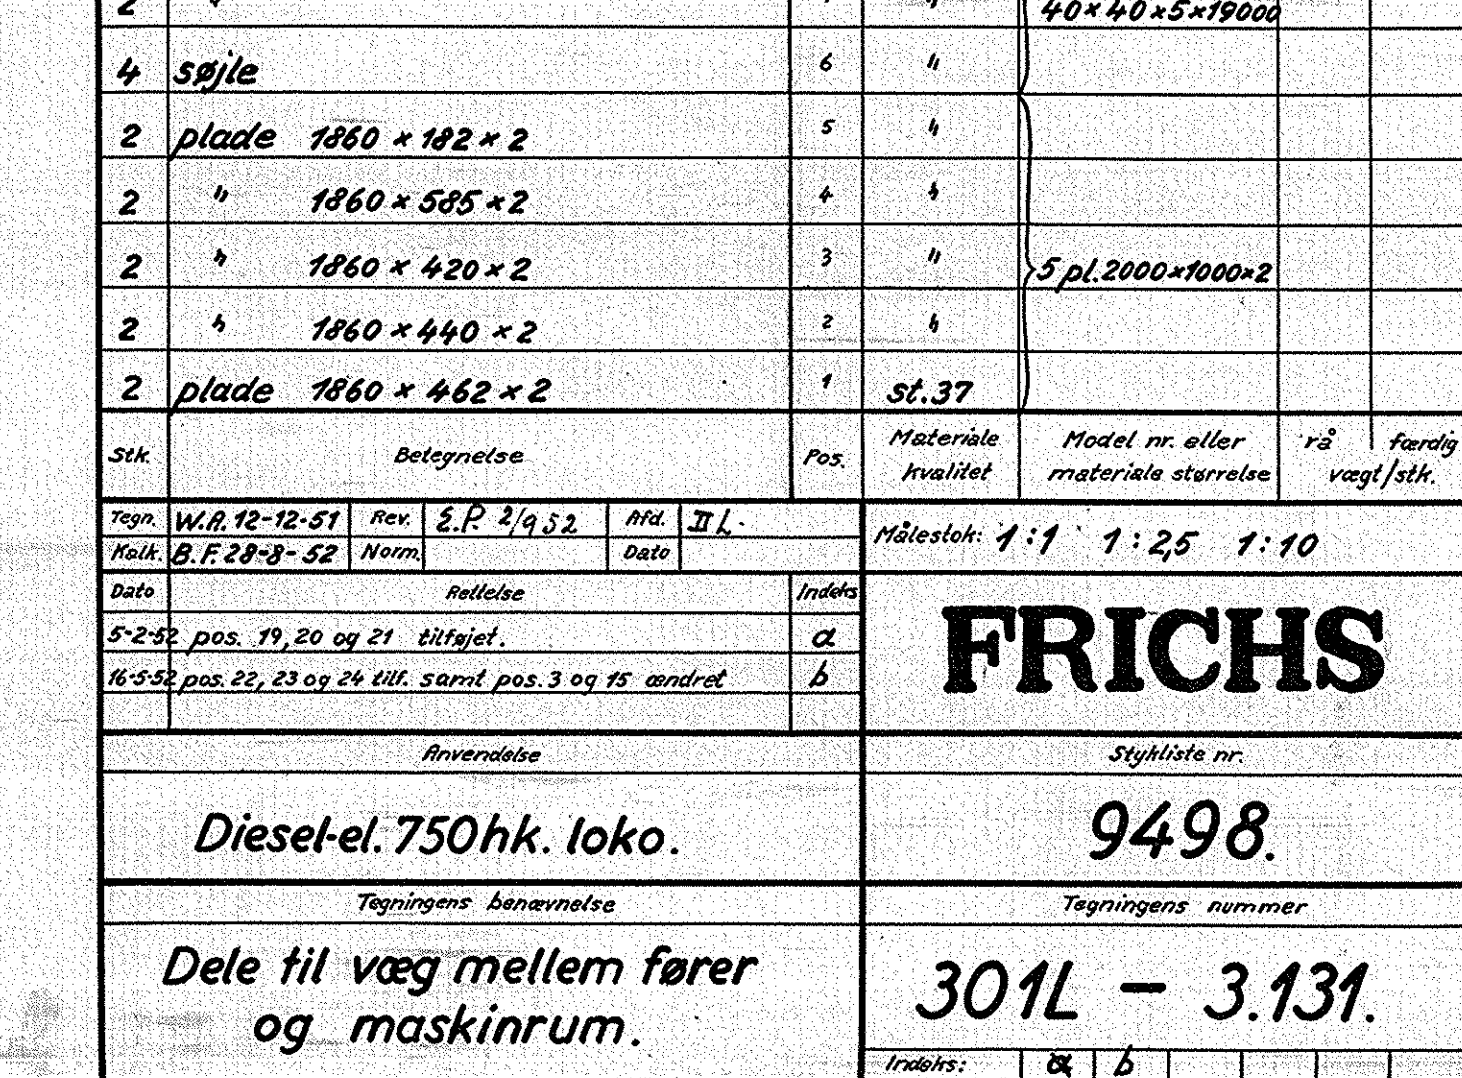 2 " 40×40×5×19000
4 søjle 6 "
2 plade 1860 × 182 × 2 5 "
2 " 1860 × 585 × 2 4 "
2 " 1860 × 420 × 2 3 " 5 pl. 2000×1000×2
2 " 1860 × 440 × 2 2 "
2 plade 1860 × 462 × 2 1 st. 37
Stk. Betegnelse Pos. Materiale kvalitet Model nr. eller materiale størrelse rå færdig vægt/stk.
Tegn. W.A. 12-12-51 Rev. E.P. 2/9 52 Afd. II L. Målestok: 1:1 1:2,5 1:10
Kalk. B.F. 28-8-52 Norm. Dato
Dato Rettelse Indeks
5-2-52 pos. 19, 20 og 21 tilføjet. a
16-5-52 pos. 22, 23 og 24 tilf. samt pos. 3 og 15 ændret b
FRICHS
Anvendelse Stykliste nr.
Diesel-el. 750 hk. loko. 9498.
Tegningens benævnelse Tegningens nummer
Dele til væg mellem fører
og maskinrum.
301L – 3.131.
Indeks: a b